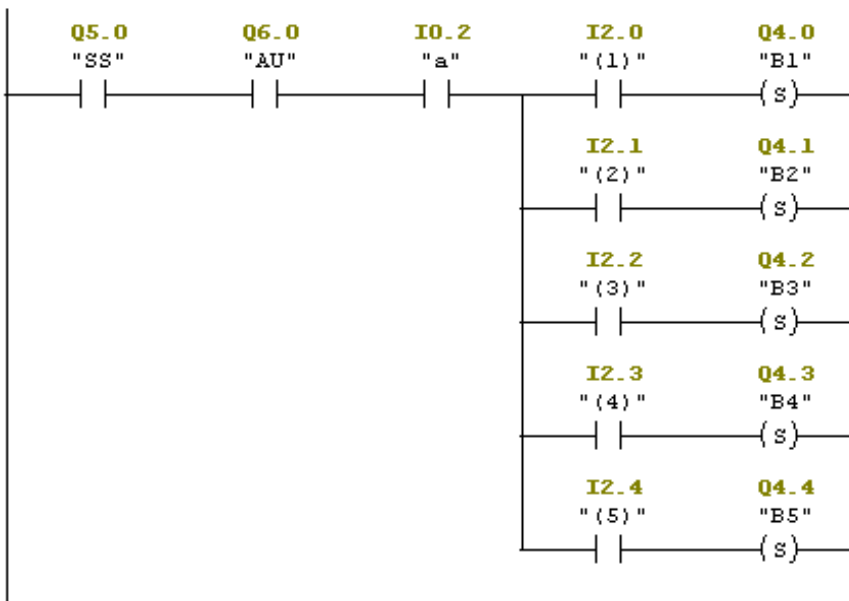 Q5.0 Q6.0 I0.2 I2.0 Q4.0
"SS" "AU" "a" "(1)" "B1"
(S)
I2.1 Q4.1
"(2)" "B2"
(S)
I2.2 Q4.2
"(3)" "B3"
(S)
I2.3 Q4.3
"(4)" "B4"
(S)
I2.4 Q4.4
"(5)" "B5"
(S)